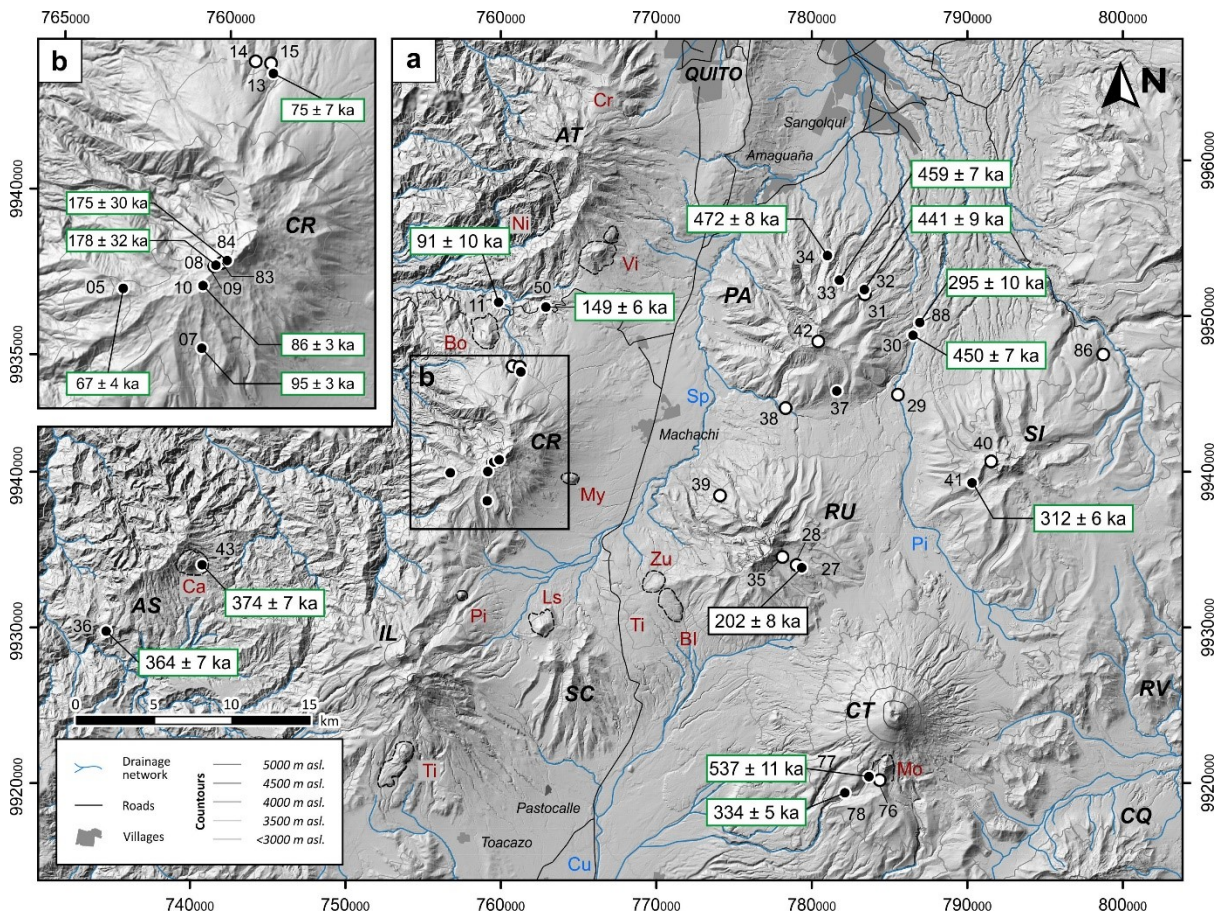 765000
760000
760000
770000
780000
790000
800000
b
14
15
13
75 ± 7 ka
9940000
175 ± 30 ka
178 ± 32 ka
84
CR
08
83
09
10
05
07
9935000
86 ± 3 ka
67 ± 4 ka
95 ± 3 ka
a
QUITO
N
Cr
Sangolqui
AT
Amaguaña
9960000
459 ± 7 ka
472 ± 8 ka
441 ± 9 ka
Ni
91 ± 10 ka
Vi
34
33
32
31
295 ± 10 ka
PA
11
50
149 ± 6 ka
88
9950000
42
30
86
Bo
450 ± 7 ka
b
37
29
Sp
38
Machachi
SI
CR
40
9940000
9940000
My
39
41
RU
312 ± 6 ka
28
43
Zu
35
27
Pi
Ca
374 ± 7 ka
AS
Ls
Pi
Ti
Bl
202 ± 8 ka
36
IL
9930000
9930000
364 ± 7 ka
SC
RV
0
5
10
15
km
CT
Drainage
network
Roads
Villages
Countours
5000 m asl.
4500 m asl.
4000 m asl.
3500 m asl.
<3000 m asl.
Ti
537 ± 11 ka
77
Mo
9920000
9920000
334 ± 5 ka
78
76
Pastocalle
CQ
Toacazo
Cu
740000
750000
760000
770000
780000
790000
800000